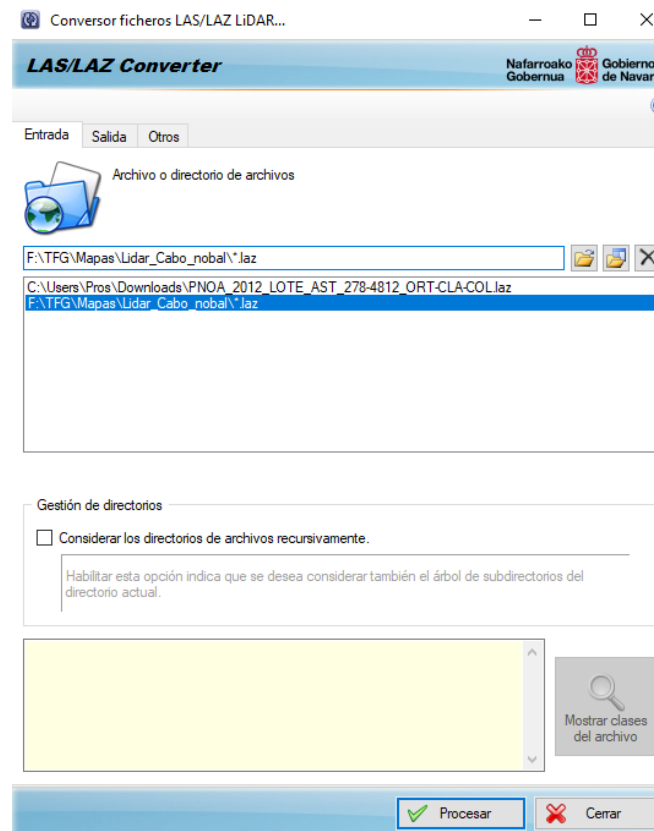 Conversor ficheros LAS/LAZ LiDAR...
LAS/LAZ Converter
Nafarroako Gobierno
Gobernua de Navar
Entrada Salida Otros
Archivo o directorio de archivos
F:\TFG\Mapas\Lidar_Cabo_nobal\*.laz
C:\Users\Pros\Downloads\PNOA_2012_LOTE_AST_278-4812_ORT-CLA-COL.laz
F:\TFG\Mapas\Lidar_Cabo_nobal\*.laz
Gestión de directorios
Considerar los directorios de archivos recursivamente.
Habilitar esta opción indica que se desea considerar también el árbol de subdirectorios del
directorio actual.
Mostrar clases
del archivo
Procesar
Cerrar